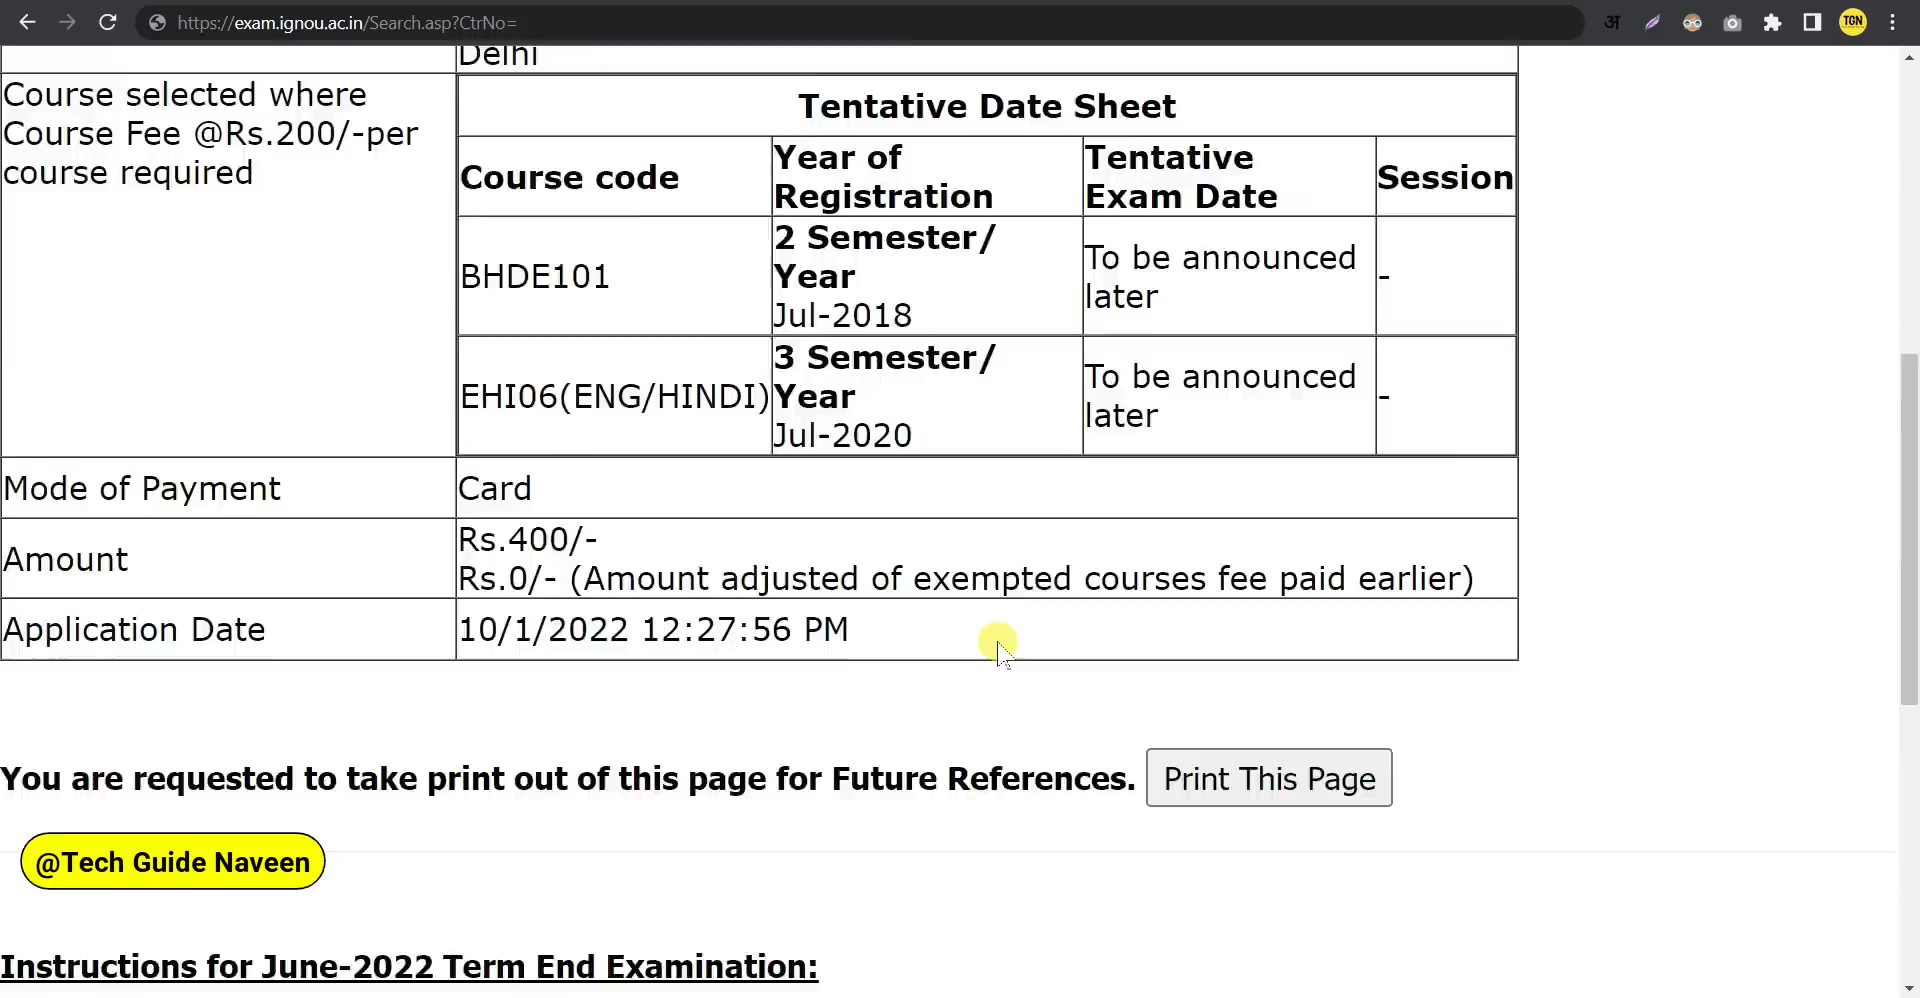 https://exam.ignou.ac.in/Search.asp?CtrNo=
अ
TGN
Delhi
Course selected where
Course Fee @Rs.200/-per
course required
Tentative Date Sheet
Course code
Year of
Registration
Tentative
Exam Date
Session
BHDE101
2 Semester/
Year
Jul-2018
To be announced
later
-
EHI06(ENG/HINDI)
3 Semester/
Year
Jul-2020
To be announced
later
-
Mode of Payment
Card
Amount
Rs.400/-
Rs.0/- (Amount adjusted of exempted courses fee paid earlier)
Application Date
10/1/2022 12:27:56 PM
You are requested to take print out of this page for Future References.
Print This Page
@Tech Guide Naveen
Instructions for June-2022 Term End Examination: